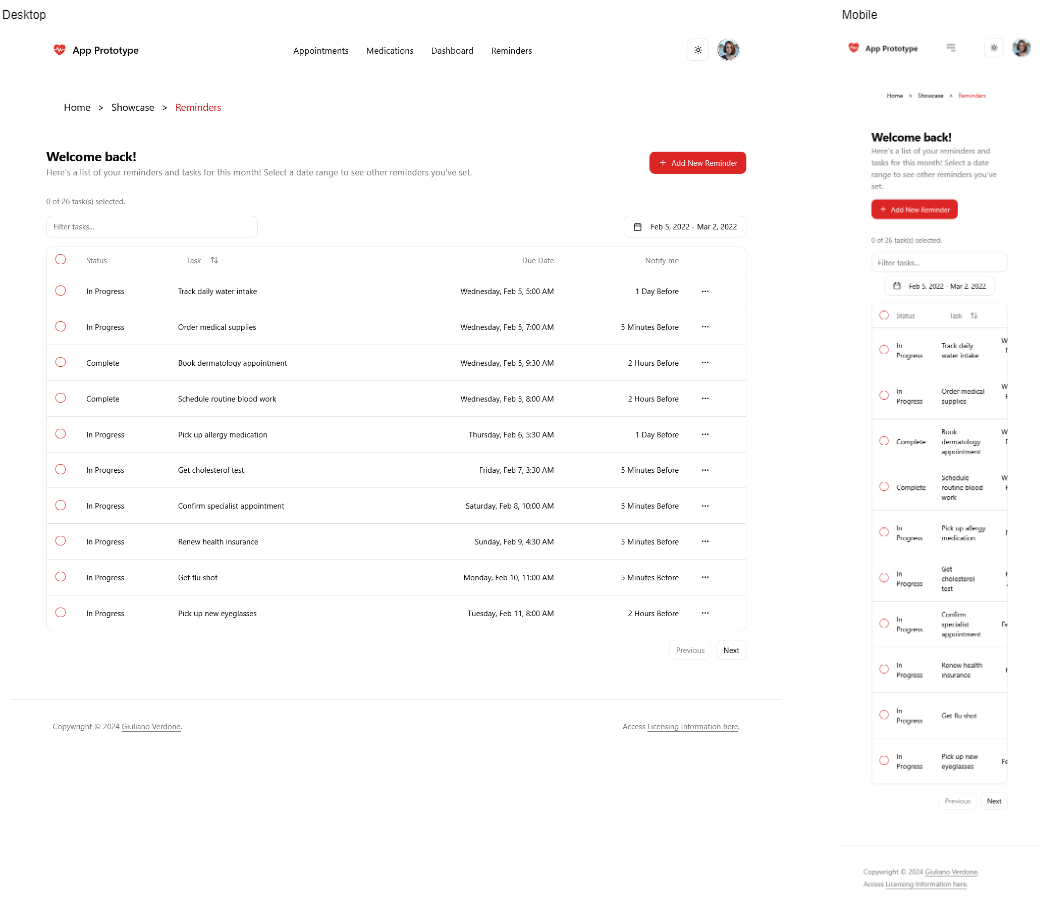 Desktop
App Prototype Appointments Medications Dashboard Reminders
Home > Showcase > Reminders
Welcome back!
Here's a list of your reminders and tasks for this month! Select a date range to see other reminders you've set.
+ Add New Reminder
0 of 26 task(s) selected.
Filter tasks...
Feb 5, 2022 - Mar 2, 2022
Status Task Due Date Notify me
In Progress Track daily water intake Wednesday, Feb 5, 5:00 AM 1 Day Before ...
In Progress Order medical supplies Wednesday, Feb 5, 7:00 AM 5 Minutes Before ...
Complete Book dermatology appointment Wednesday, Feb 5, 9:30 AM 2 Hours Before ...
Complete Schedule routine blood work Wednesday, Feb 5, 8:00 AM 2 Hours Before ...
In Progress Pick up allergy medication Thursday, Feb 6, 5:30 AM 1 Day Before ...
In Progress Get cholesterol test Friday, Feb 7, 3:30 AM 5 Minutes Before ...
In Progress Confirm specialist appointment Saturday, Feb 8, 10:00 AM 5 Minutes Before ...
In Progress Renew health insurance Sunday, Feb 9, 4:30 AM 5 Minutes Before ...
In Progress Get flu shot Monday, Feb 10, 11:00 AM 5 Minutes Before ...
In Progress Pick up new eyeglasses Tuesday, Feb 11, 8:00 AM 2 Hours Before ...
Previous Next
Copywright © 2024 Giuliano Verdone.
Access Licensing Information here.
Mobile
App Prototype
Home > Showcase > Reminders
Welcome back!
Here's a list of your reminders and
tasks for this month! Select a date
range to see other reminders you've
set.
+ Add New Reminder
0 of 26 task(s) selected.
Filter tasks...
Feb 5, 2022 - Mar 2, 2022
Status Task
In
Progress
Track daily
water intake
In
Progress
Order medical
supplies
Complete
Book
dermatology
appointment
Complete
Schedule
routine blood
work
In
Progress
Pick up allergy
medication
In
Progress
Get
cholesterol
test
In
Progress
Confirm
specialist
appointment
In
Progress
Renew health
insurance
In
Progress
Get flu shot
In
Progress
Pick up new
eyeglasses
Previous Next
Copywright © 2024 Giuliano Verdone.
Access Licensing Information here.